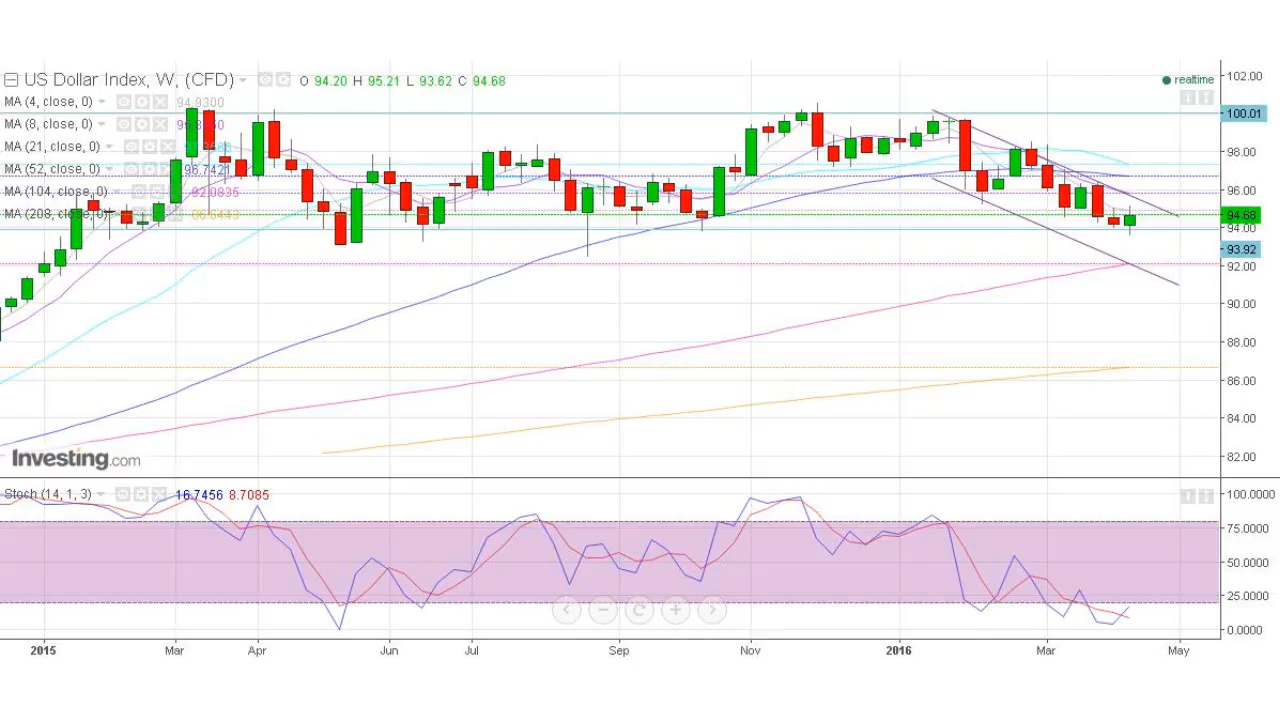 US Dollar Index, W, (CFD) O 94.20 H 95.21 L 93.62 C 94.68
realtime
MA (4, close, 0) 94.9300
MA (8, close, 0)
MA (21, close, 0)
MA (52, close, 0) 96.7421
MA (104, close, 0) 92.0835
MA (208, close, 0)
102.00
100.01
98.00
96.00
94.68
94.00
93.92
92.00
90.00
88.00
86.00
84.00
82.00
Investing.com
Stoch (14, 1, 3) 16.7456 8.7085
100.0000
75.0000
50.0000
25.0000
0.0000
2015 Mar Apr Jun Jul Sep Nov 2016 Mar May